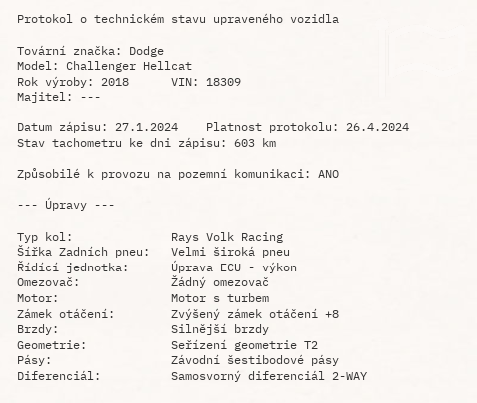 Protokol o technickém stavu upraveného vozidla
Tovární značka: Dodge
Model: Challenger Hellcat
Rok výroby: 2018 VIN: 18309
Majitel: ---
Datum zápisu: 27.1.2024 Platnost protokolu: 26.4.2024
Stav tachometru ke dni zápisu: 603 km
Způsobilé k provozu na pozemní komunikaci: ANO
--- Úpravy ---
Typ kol: Rays Volk Racing
Šířka Zadních pneu: Velmi široká pneu
Řídící jednotka: Úprava ECU - výkon
Omezovač: Žádný omezovač
Motor: Motor s turbem
Zámek otáčení: Zvýšený zámek otáčení +8
Brzdy: Silnější brzdy
Geometrie: Seřízení geometrie T2
Pásy: Závodní šestibodové pásy
Diferenciál: Samosvorný diferenciál 2-WAY